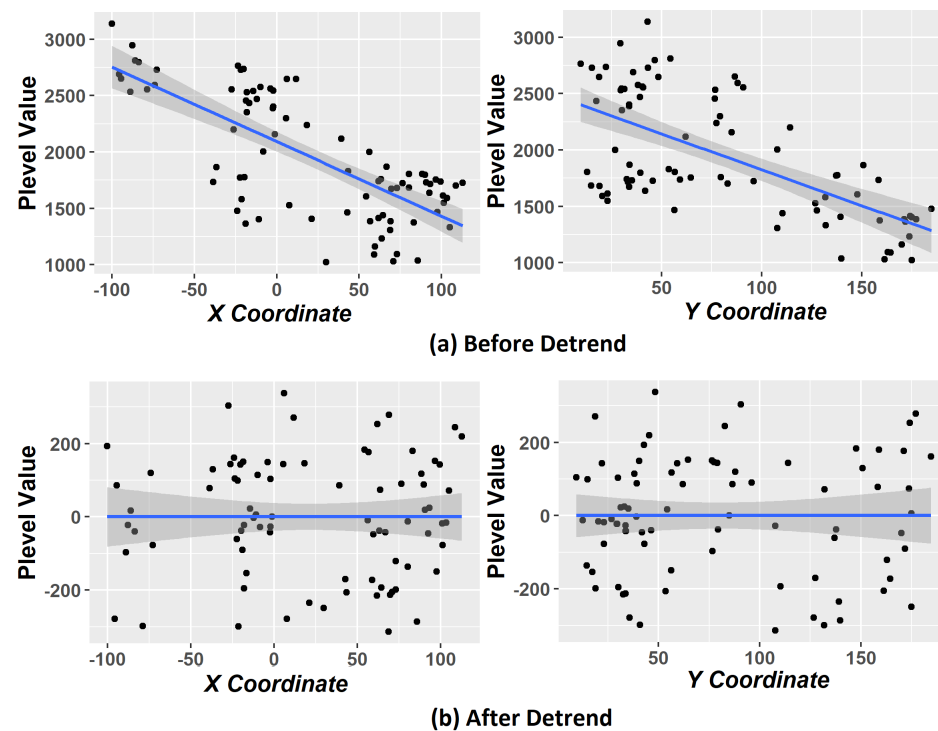 3000
2500
2000
1500
1000
Plevel Value
-100 -50 0 50 100
X Coordinate
3000
2500
2000
1500
1000
Plevel Value
50 100 150
Y Coordinate
(a) Before Detrend
200
0
-200
Plevel Value
-100 -50 0 50 100
X Coordinate
200
0
-200
Plevel Value
50 100 150
Y Coordinate
(b) After Detrend